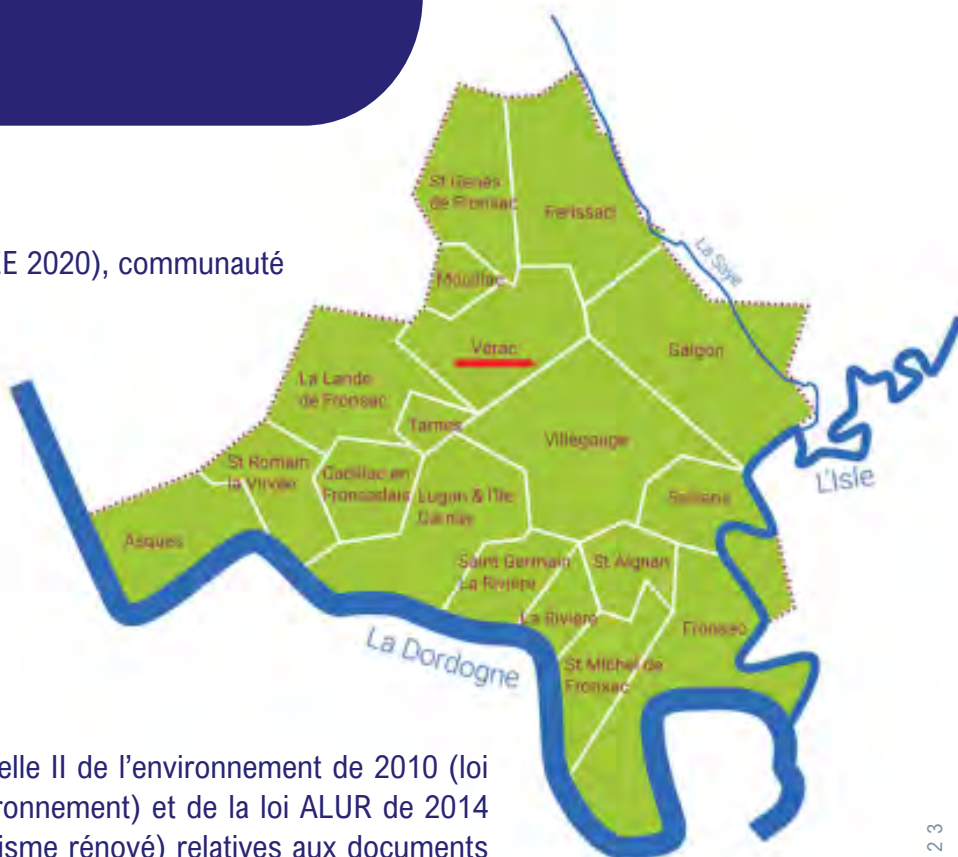 E 2020), communauté
St Genès
de Fronsac
Périssac
La Saye
Mouillac
Vérac
Galgon
La Lande
de Fronsac
Tarnès
Villegouge
L'Isle
St Romain
la Virvée
Cadillac en
Fronsadais
Lugon & l'Ile
Carnay
Saillans
Asques
Saint Germain
La Rivière
St Aignan
La Rivière
Fronsac
La Dordogne
St Michel de
Fronsac
elle II de l'environnement de 2010 (loi
ronnement) et de la loi ALUR de 2014
isme rénové) relatives aux documents
23